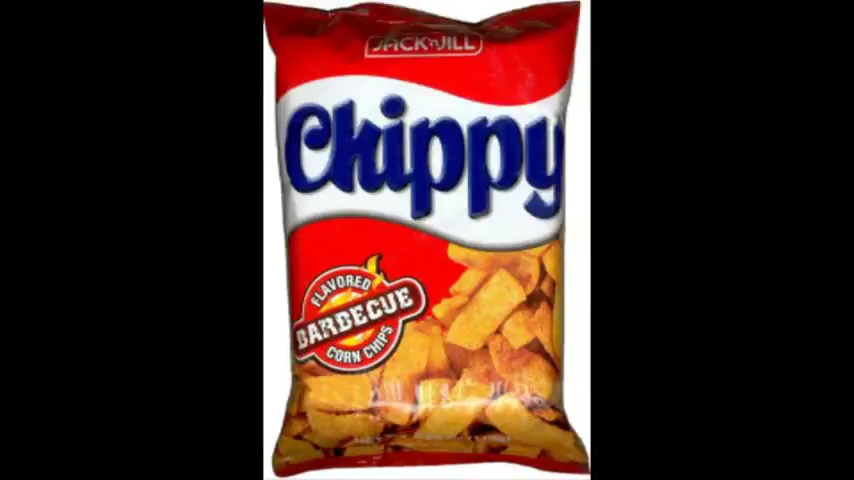 JACK 'n JILL
Chippy
FLAVORED
BARBECUE
CORN CHIPS